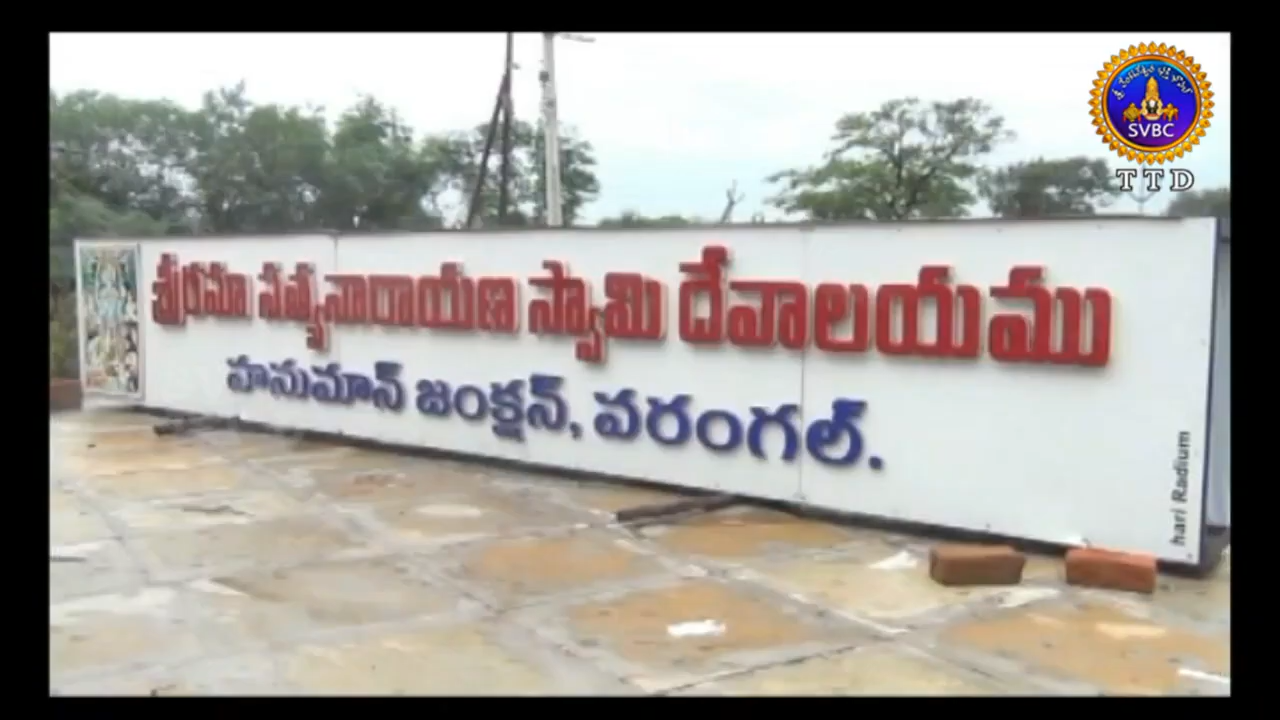 శ్రీరమా సత్యనారాయణ స్వామి దేవాలయము
హనుమాన్ జంక్షన్, వరంగల్.
hari Radium
SVBC
TTD